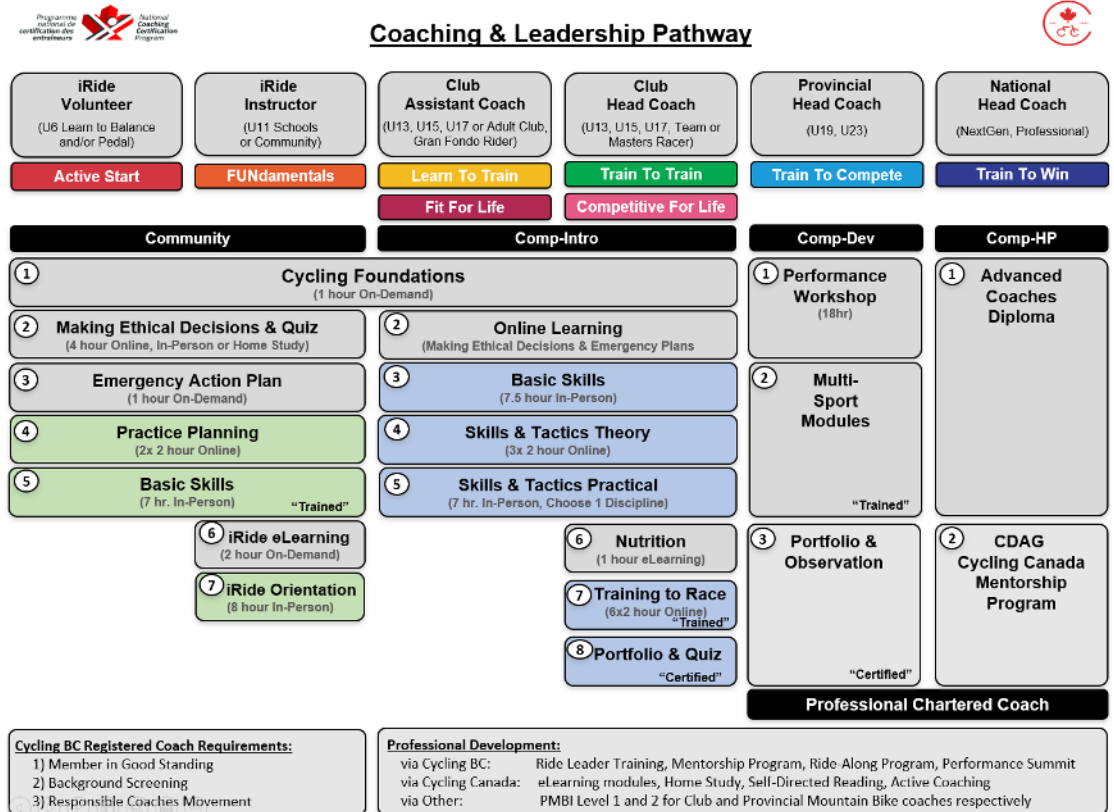 Programme
national de
certification des
entraîneurs
National
Coaching
Certification
Program
Coaching & Leadership Pathway
iRide
Volunteer
(U6 Learn to Balance
and/or Pedal)
iRide
Instructor
(U11 Schools
or Community)
Club
Assistant Coach
(U13, U15, U17 or Adult Club,
Gran Fondo Rider)
Club
Head Coach
(U13, U15, U17, Team or
Masters Racer)
Provincial
Head Coach
(U19, U23)
National
Head Coach
(NextGen, Professional)
Active Start
FUNdamentals
Learn To Train
Train To Train
Train To Compete
Train To Win
Fit For Life
Competitive For Life
Community
Comp-Intro
Comp-Dev
Comp-HP
1 Cycling Foundations
(1 hour On-Demand)
2 Making Ethical Decisions & Quiz
(4 hour Online, In-Person or Home Study)
3 Emergency Action Plan
(1 hour On-Demand)
4 Practice Planning
(2x 2 hour Online)
5 Basic Skills
(7 hr. In-Person)
"Trained"
6 iRide eLearning
(2 hour On-Demand)
7 iRide Orientation
(8 hour In-Person)
2 Online Learning
(Making Ethical Decisions & Emergency Plans
3 Basic Skills
(7.5 hour In-Person)
4 Skills & Tactics Theory
(3x 2 hour Online)
5 Skills & Tactics Practical
(7 hr. In-Person, Choose 1 Discipline)
6 Nutrition
(1 hour eLearning)
7 Training to Race
(6x2 hour Online)
"Trained"
8 Portfolio & Quiz
"Certified"
1 Performance
Workshop
(18hr)
2 Multi-
Sport
Modules
"Trained"
3 Portfolio &
Observation
"Certified"
1 Advanced
Coaches
Diploma
2 CDAG
Cycling Canada
Mentorship
Program
Professional Chartered Coach
Cycling BC Registered Coach Requirements:
1) Member in Good Standing
2) Background Screening
3) Responsible Coaches Movement
Professional Development:
via Cycling BC: Ride Leader Training, Mentorship Program, Ride-Along Program, Performance Summit
via Cycling Canada: eLearning modules, Home Study, Self-Directed Reading, Active Coaching
via Other: PMBI Level 1 and 2 for Club and Provincial Mountain Bike coaches respectively